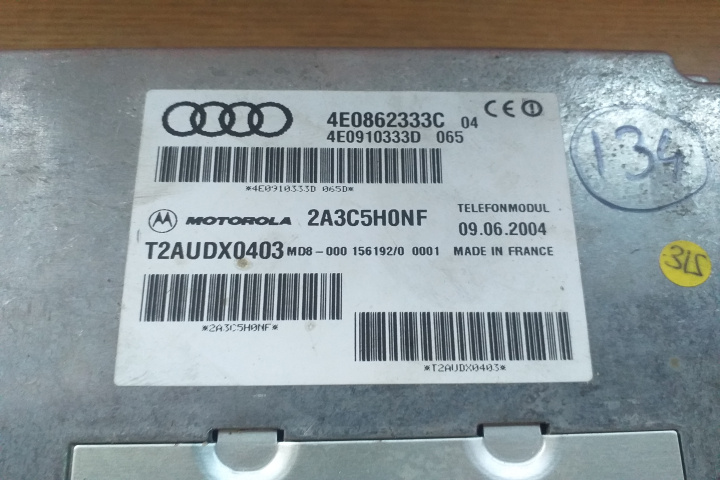 4E0862333C 04
4E0910333D 065
*4E0910333D 065D*
MOTOROLA 2A3C5H0NF
TELEFONMODUL
09.06.2004
T2AUDX0403 MD8-000 156192/0 0001 MADE IN FRANCE
*2A3C5H0NF*
*T2AUDX0403*
134